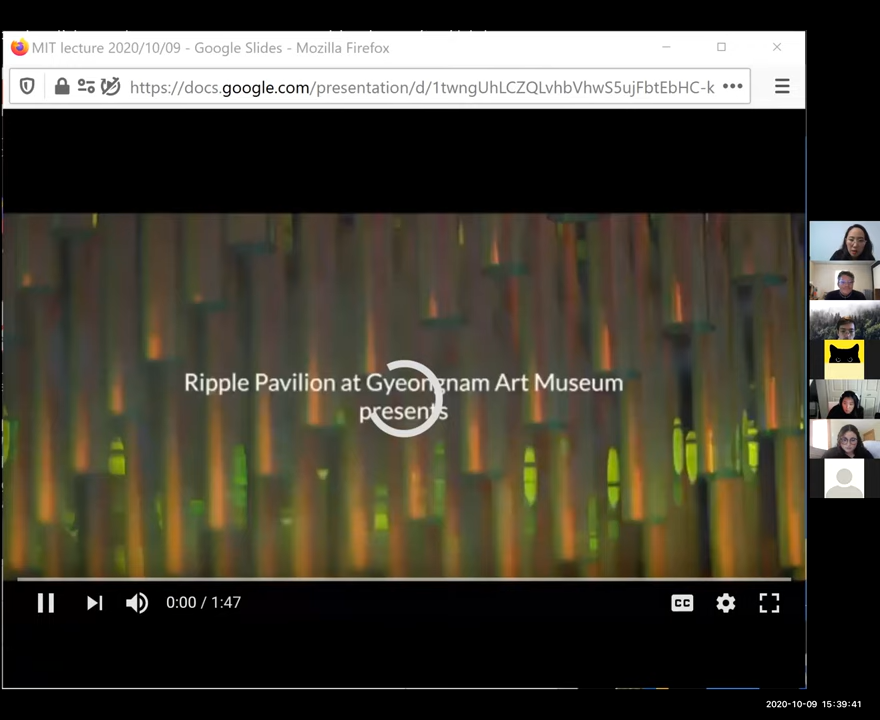 MIT lecture 2020/10/09 - Google Slides - Mozilla Firefox
https://docs.google.com/presentation/d/1twngUhLCZQLvhbVhwS5ujFbtEbHC-k
Ripple Pavilion at Gyeongnam Art Museum
presents
0:00 / 1:47
CC
2020-10-09 15:39:41